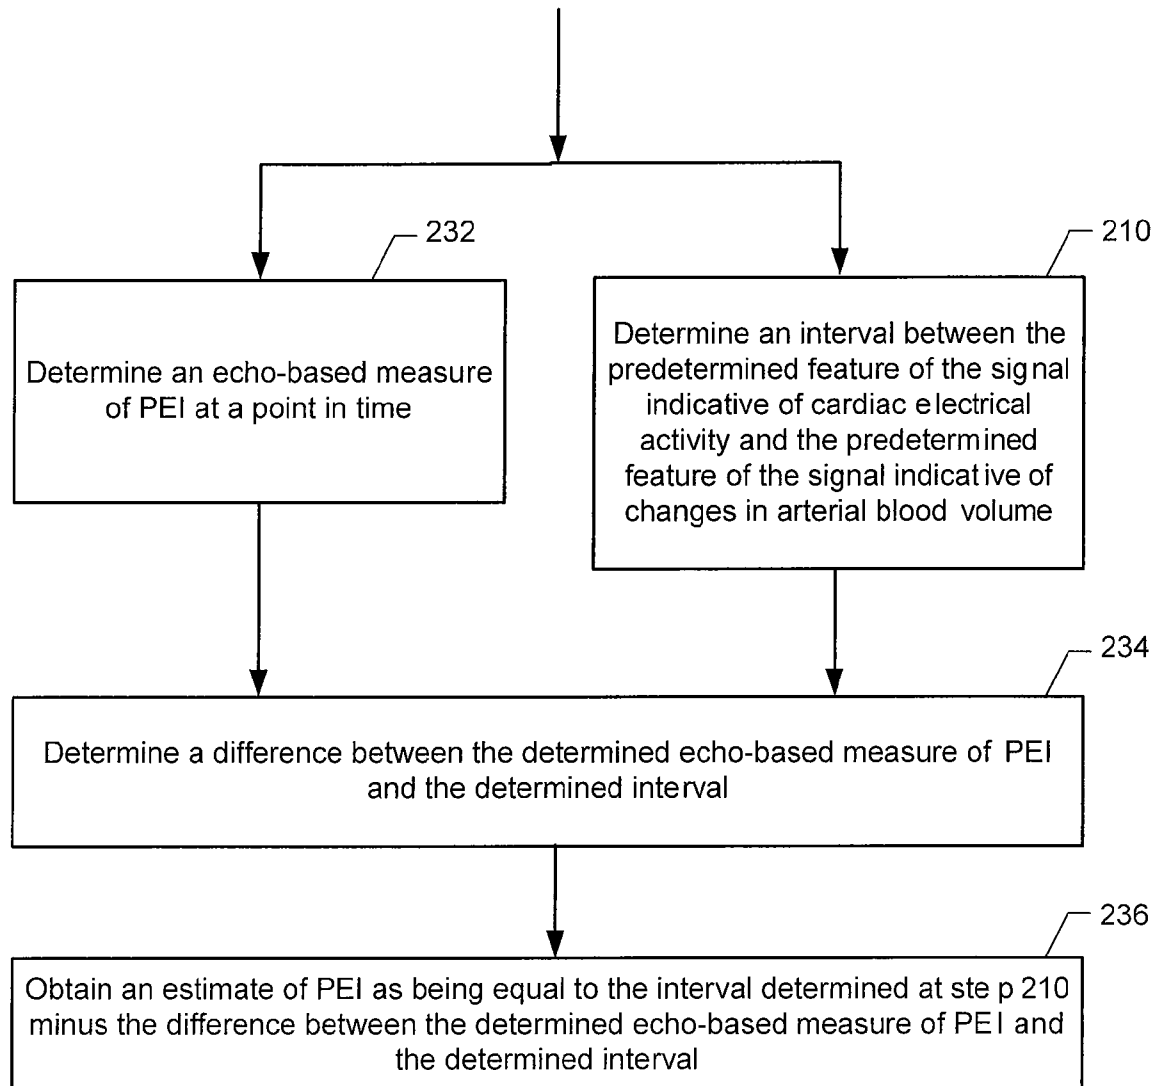 232
Determine an echo-based measure
of PEI at a point in time
210
Determine an interval between the
predetermined feature of the signal
indicative of cardiac electrical
activity and the predetermined
feature of the signal indicative of
changes in arterial blood volume
234
Determine a difference between the determined echo-based measure of PEI
and the determined interval
236
Obtain an estimate of PEI as being equal to the interval determined at step 210
minus the difference between the determined echo-based measure of PEI and
the determined interval